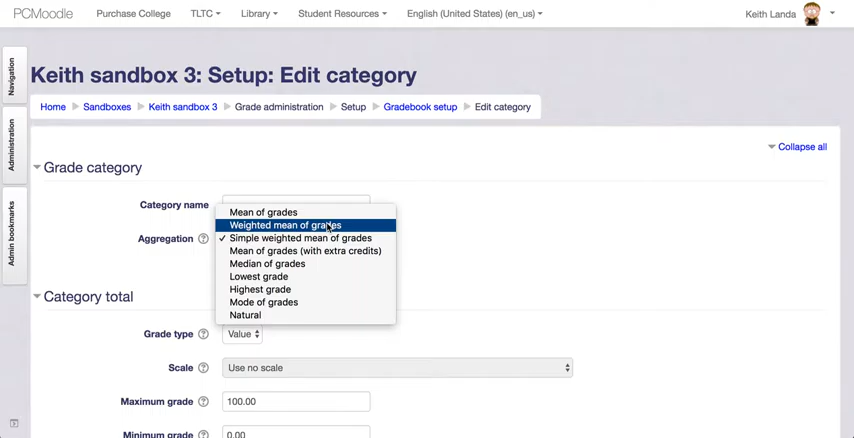 PCMoodle Purchase College TLTC Library Student Resources English (United States) (en_us) Keith Landa
Navigation
Administration
Admin bookmarks
Keith sandbox 3: Setup: Edit category
Home Sandboxes Keith sandbox 3 Grade administration Setup Gradebook setup Edit category
Collapse all
Grade category
Category name
Aggregation ?
Mean of grades
Weighted mean of grades
✓ Simple weighted mean of grades
Mean of grades (with extra credits)
Median of grades
Lowest grade
Highest grade
Mode of grades
Natural
Category total
Grade type ? Value
Scale ? Use no scale
Maximum grade ? 100.00
Minimum grade ? 0.00